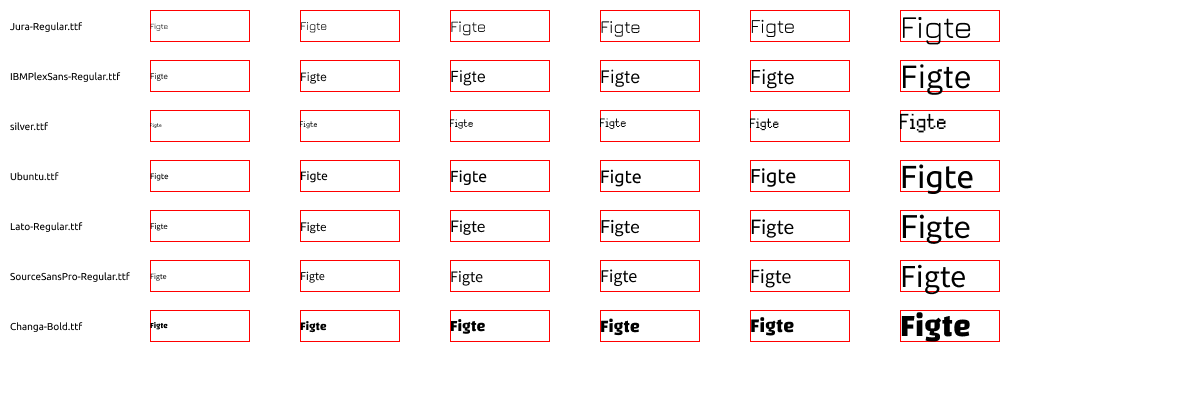 Jura-Regular.ttf Figte Figte Figte Figte Figte Figte
IBMPlexSans-Regular.ttf Figte Figte Figte Figte Figte Figte
silver.ttf Figte Figte Figte Figte Figte Figte
Ubuntu.ttf Figte Figte Figte Figte Figte Figte
Lato-Regular.ttf Figte Figte Figte Figte Figte Figte
SourceSansPro-Regular.ttf Figte Figte Figte Figte Figte Figte
Changa-Bold.ttf Figte Figte Figte Figte Figte Figte